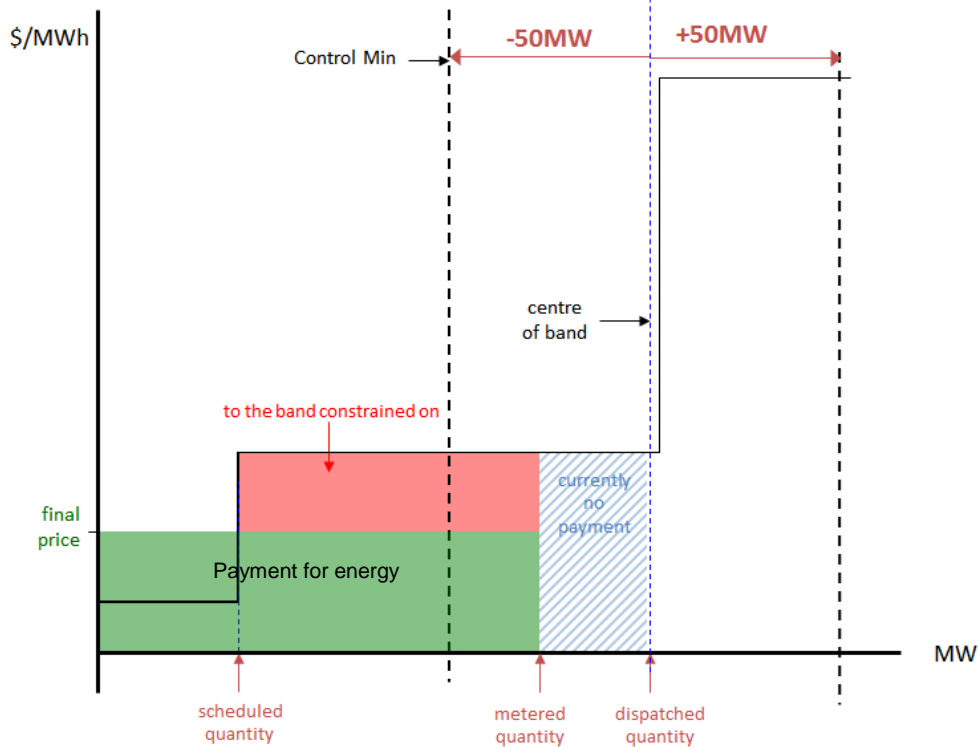 $/MWh
-50MW
+50MW
Control Min
centre
of band
to the band constrained on
currently
no
payment
final
price
Payment for energy
MW
scheduled
quantity
metered
quantity
dispatched
quantity